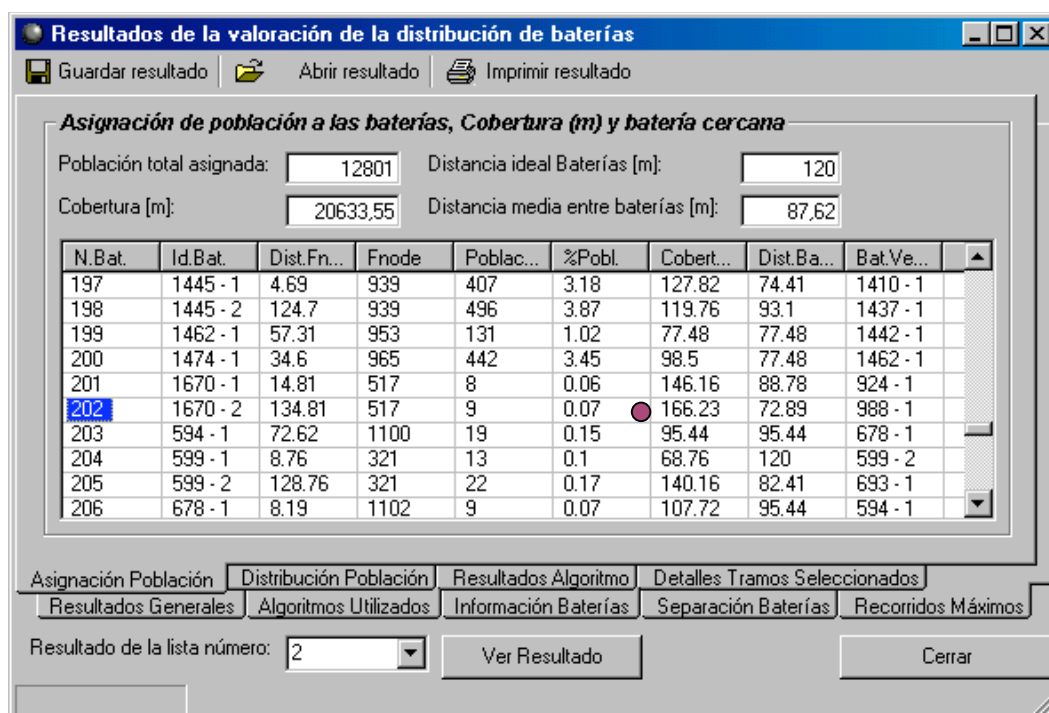 Resultados de la valoración de la distribución de baterías
Guardar resultado Abrir resultado Imprimir resultado
Asignación de población a las baterías, Cobertura (m) y batería cercana
Población total asignada: 12801 Distancia ideal Baterías [m]: 120
Cobertura [m]: 20633,55 Distancia media entre baterías [m]: 87,62
N.Bat. Id.Bat. Dist.Fn... Fnode Poblac... %Pobl. Cobert... Dist.Ba... Bat.Ve...
197 1445 - 1 4.69 939 407 3.18 127.82 74.41 1410 - 1
198 1445 - 2 124.7 939 496 3.87 119.76 93.1 1437 - 1
199 1462 - 1 57.31 953 131 1.02 77.48 77.48 1442 - 1
200 1474 - 1 34.6 965 442 3.45 98.5 77.48 1462 - 1
201 1670 - 1 14.81 517 8 0.06 146.16 88.78 924 - 1
202 1670 - 2 134.81 517 9 0.07 166.23 72.89 988 - 1
203 594 - 1 72.62 1100 19 0.15 95.44 95.44 678 - 1
204 599 - 1 8.76 321 13 0.1 68.76 120 599 - 2
205 599 - 2 128.76 321 22 0.17 140.16 82.41 693 - 1
206 678 - 1 8.19 1102 9 0.07 107.72 95.44 594 - 1
Asignación Población Distribución Población Resultados Algoritmo Detalles Tramos Seleccionados
Resultados Generales Algoritmos Utilizados Información Baterías Separación Baterías Recorridos Máximos
Resultado de la lista número: 2 Ver Resultado Cerrar